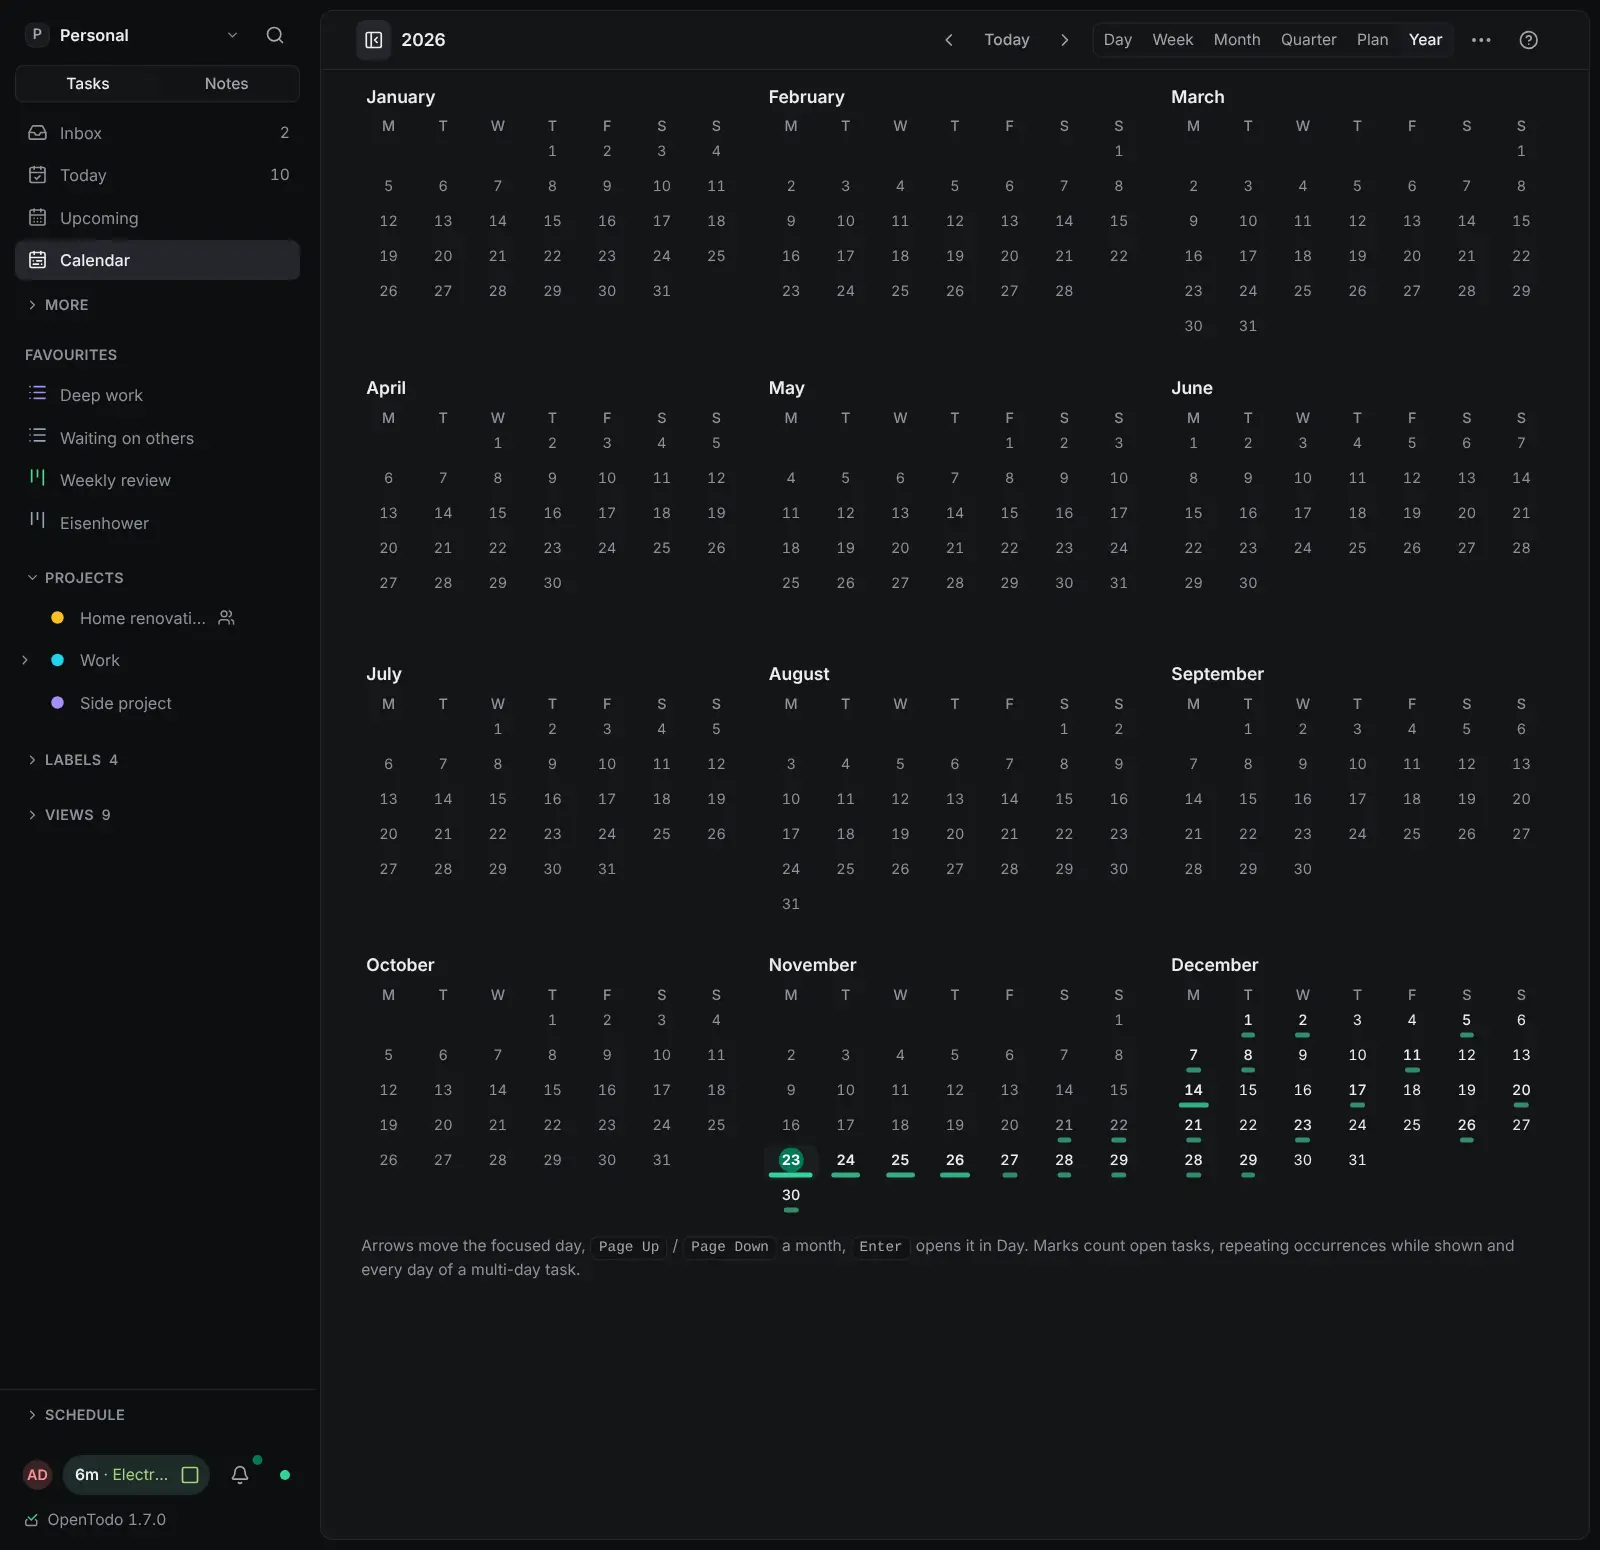 P Personal
Tasks Notes
Inbox 2
Today 10
Upcoming
Calendar
MORE
FAVOURITES
Deep work
Waiting on others
Weekly review
Eisenhower
PROJECTS
Home renovati...
Work
Side project
LABELS 4
VIEWS 9
SCHEDULE
AD 6m · Electr...
OpenTodo 1.7.0
2026 Today Day Week Month Quarter Plan Year
January
M T W T F S S
1 2 3 4
5 6 7 8 9 10 11
12 13 14 15 16 17 18
19 20 21 22 23 24 25
26 27 28 29 30 31
February
M T W T F S S
1
2 3 4 5 6 7 8
9 10 11 12 13 14 15
16 17 18 19 20 21 22
23 24 25 26 27 28
March
M T W T F S S
1
2 3 4 5 6 7 8
9 10 11 12 13 14 15
16 17 18 19 20 21 22
23 24 25 26 27 28 29
30 31
April
M T W T F S S
1 2 3 4 5
6 7 8 9 10 11 12
13 14 15 16 17 18 19
20 21 22 23 24 25 26
27 28 29 30
May
M T W T F S S
1 2 3
4 5 6 7 8 9 10
11 12 13 14 15 16 17
18 19 20 21 22 23 24
25 26 27 28 29 30 31
June
M T W T F S S
1 2 3 4 5 6 7
8 9 10 11 12 13 14
15 16 17 18 19 20 21
22 23 24 25 26 27 28
29 30
July
M T W T F S S
1 2 3 4 5
6 7 8 9 10 11 12
13 14 15 16 17 18 19
20 21 22 23 24 25 26
27 28 29 30 31
August
M T W T F S S
1 2
3 4 5 6 7 8 9
10 11 12 13 14 15 16
17 18 19 20 21 22 23
24 25 26 27 28 29 30
31
September
M T W T F S S
1 2 3 4 5 6
7 8 9 10 11 12 13
14 15 16 17 18 19 20
21 22 23 24 25 26 27
28 29 30
October
M T W T F S S
1 2 3 4
5 6 7 8 9 10 11
12 13 14 15 16 17 18
19 20 21 22 23 24 25
26 27 28 29 30 31
November
M T W T F S S
1
2 3 4 5 6 7 8
9 10 11 12 13 14 15
16 17 18 19 20 21 22
23 24 25 26 27 28 29
30
December
M T W T F S S
1 2 3 4 5 6
7 8 9 10 11 12 13
14 15 16 17 18 19 20
21 22 23 24 25 26 27
28 29 30 31
Arrows move the focused day, Page Up / Page Down a month, Enter opens it in Day. Marks count open tasks, repeating occurrences while shown and
every day of a multi-day task.